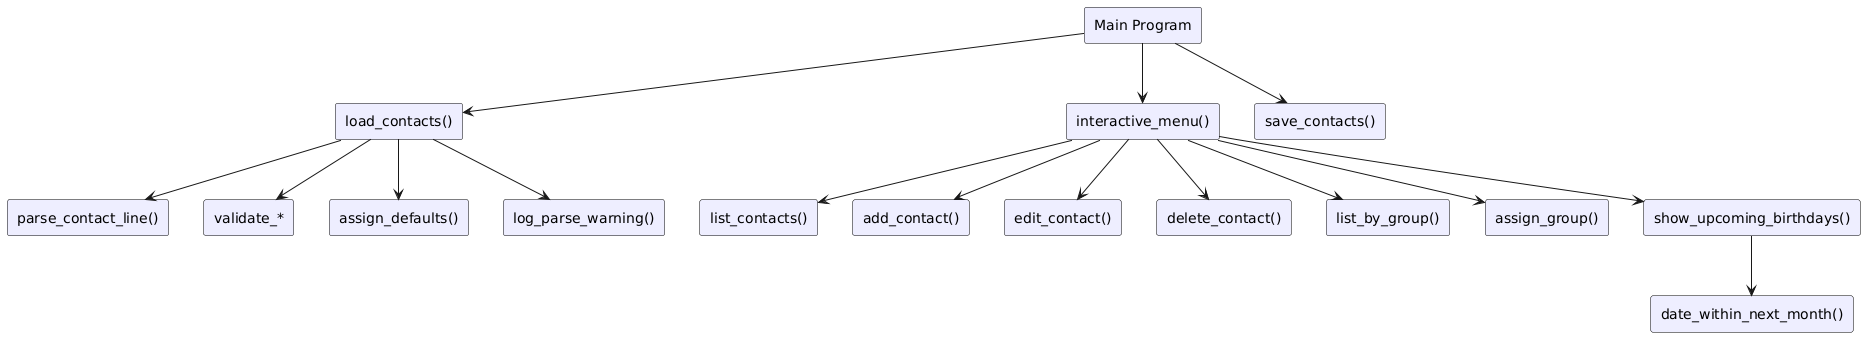 Main Program
load_contacts()
interactive_menu()
save_contacts()
parse_contact_line()
validate_*
assign_defaults()
log_parse_warning()
list_contacts()
add_contact()
edit_contact()
delete_contact()
list_by_group()
assign_group()
show_upcoming_birthdays()
date_within_next_month()